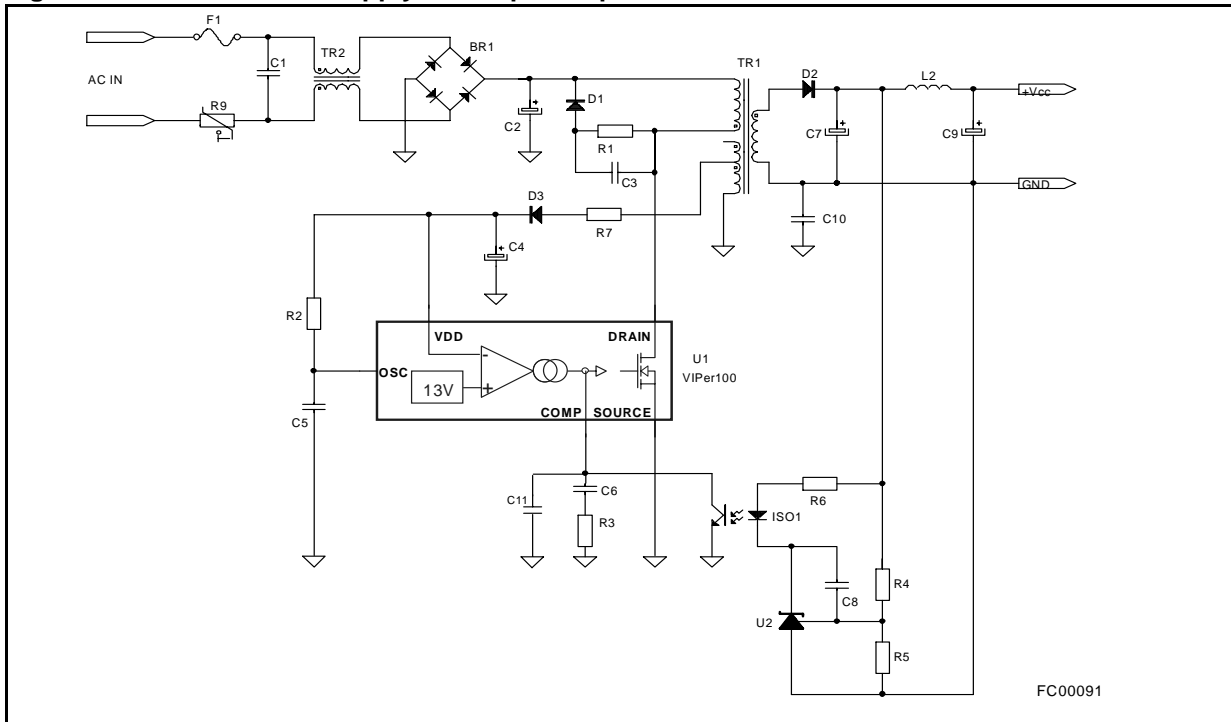 F1
TR2
BR1
TR1
AC IN
C1
D2
L2
+Vcc
R9
D1
C2
C7
C9
R1
C3
GND
D3
R7
C10
C4
R2
VDD
DRAIN
U1
VIPer100
OSC
-
13V
+
COMP SOURCE
C5
C11
C6
R6
R3
ISO1
C8
R4
U2
R5
FC00091